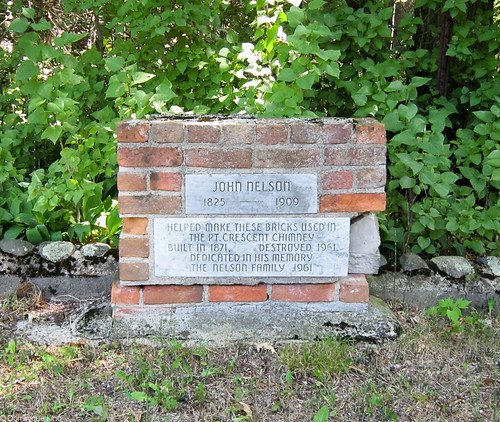 JOHN NELSON
1825 1909
HELPED MAKE THESE BRICKS USED IN
THE PT. CRESCENT CHIMNEY
BUILT IN DESTROYED 1961
DEDICATED IN HIS MEMORY
THE NELSON FAMILY, 1961